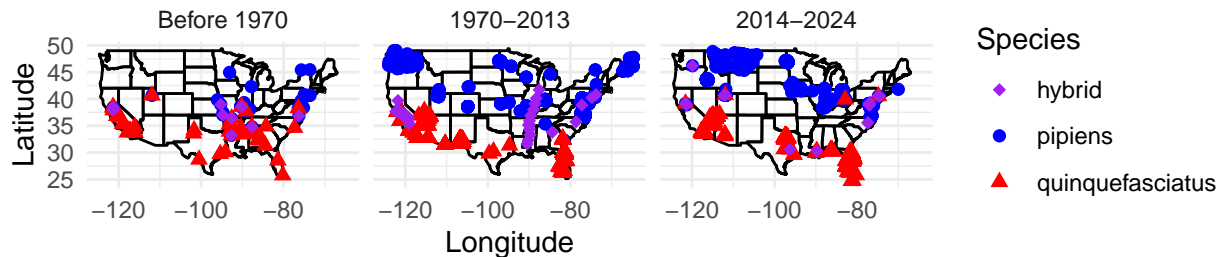 Before 1970
1970−2013
2014−2024
Species
hybrid
pipiens
quinquefasciatus
Latitude
50
45
40
35
30
25
−120 −100 −80 −120 −100 −80 −120 −100 −80
Longitude